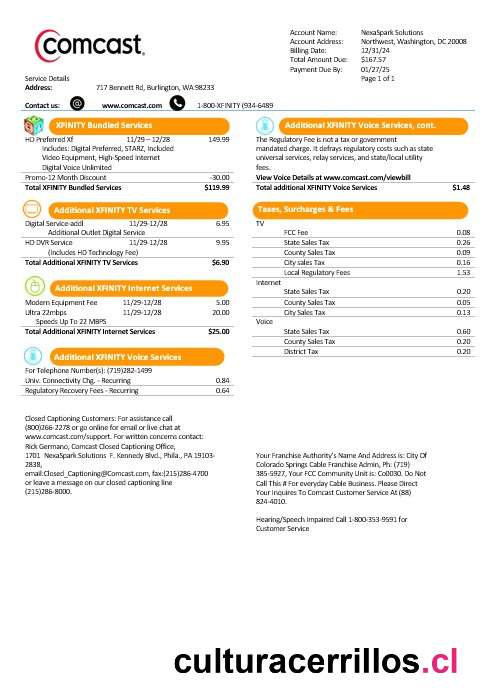 COMCAST®
Account Name: NexaSpark Solutions
Account Address: Northwest, Washington, DC 20008
Billing Date: 12/31/24
Total Amount Due: $167.57
Payment Due By: 01/27/25
Page 1 of 1
Service Details
Address: 717 Bennett Rd, Burlington, WA 98233
Contact us: @ www.comcast.com 1-800-XFINITY (934-6489
XFINITY Bundled Services
HD Preferred Xf 11/29 – 12/28 149.99
Includes: Digital Preferred, STARZ, Included
Video Equipment, High-Speed Internet
Digital Voice Unlimited
Promo-12 Month Discount -30.00
Total XFINITY Bundled Services $119.99
Additional XFINITY TV Services
Digital Service-addl 11/29-12/28 6.95
Additional Outlet Digital Service
HD DVR Service 11/29-12/28 9.95
(Includes HD Technology Fee)
Total Additional XFINITY TV Services $6.90
Additional XFINITY Internet Services
Modern Equipment Fee 11/29-12/28 5.00
Ultra 22mbps 11/29-12/28 20.00
Speeds Up To 22 MBPS
Total Additional XFINITY Internet Services $25.00
Additional XFINITY Voice Services
For Telephone Number(s): (719)282-1499
Univ. Connectivity Chg. - Recurring 0.84
Regulatory Recovery Fees - Recurring 0.64
Additional XFINITY Voice Services, cont.
The Regulatory Fee is not a tax or government
mandated charge. It defrays regulatory costs such as state
universal services, relay services, and state/local utility
fees.
View Voice Details at www.comcast.com/viewbill
Total additional XFINITY Voice Services $1.48
Taxes, Surcharges & Fees
TV
FCC Fee 0.08
State Sales Tax 0.26
County Sales Tax 0.09
City sales Tax 0.16
Local Regulatory Fees 1.53
Internet
State Sales Tax 0.20
County Sales Tax 0.05
City Sales Tax 0.13
Voice
State Sales Tax 0.60
County Sales Tax 0.20
District Tax 0.20
Closed Captioning Customers: For assistance call
(800)266-2278 or go online for email or live chat at
www.comcast.com/support. For written concerns contact:
Rick Germano, Comcast Closed Captioning Office,
1701 NexaSpark Solutions F. Kennedy Blvd., Phila., PA 19103-
2838,
email:Closed_Captioning@Comcast.com, fax:(215)286-4700
or leave a message on our closed captioning line
(215)286-8000.
Your Franchise Authority's Name And Address is: City Of
Colorado Springs Cable Franchise Admin, Ph: (719)
385-5927, Your FCC Community Unit is: Co0030. Do Not
Call This # For everyday Cable Business. Please Direct
Your Inquires To Comcast Customer Service At (88)
824-4010.
Hearing/Speech Impaired Call 1-800-353-9591 for
Customer Service
culturacerrillos.cl